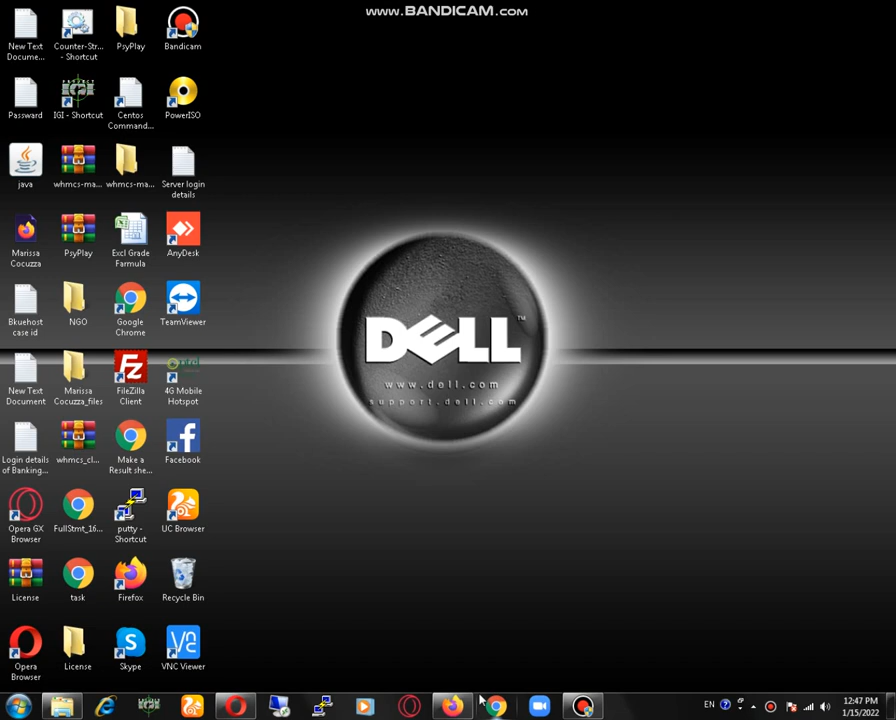 www.BANDICAM.com
New Text
Docume...
Counter-Str...
- Shortcut
PsyPlay
Bandicam
Passward
IGI - Shortcut
Centos
Command...
PowerISO
java
whmcs-ma...
whmcs-ma...
Server login
details
Marissa
Cocuzza
PsyPlay
Excl Grade
Farmula
AnyDesk
Bkuehost
case id
NGO
Google
Chrome
TeamViewer
New Text
Document
Marissa
Cocuzza_files
FileZilla
Client
4G Mobile
Hotspot
Login details
of Banking...
whmcs_cl...
Make a
Result she...
Facebook
Opera GX
Browser
FullStmt_16...
putty -
Shortcut
UC Browser
License
task
Firefox
Recycle Bin
Opera
Browser
License
Skype
VNC Viewer
DELL™
www.dell.com
support.dell.com
EN
12:47 PM
1/15/2022